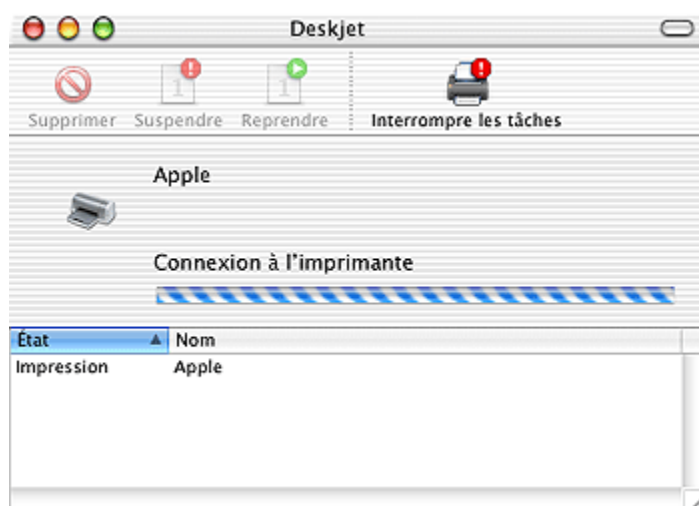 Deskjet
Supprimer Suspendre Reprendre Interrompre les tâches
Apple
Connexion à l'imprimante
État Nom
Impression Apple